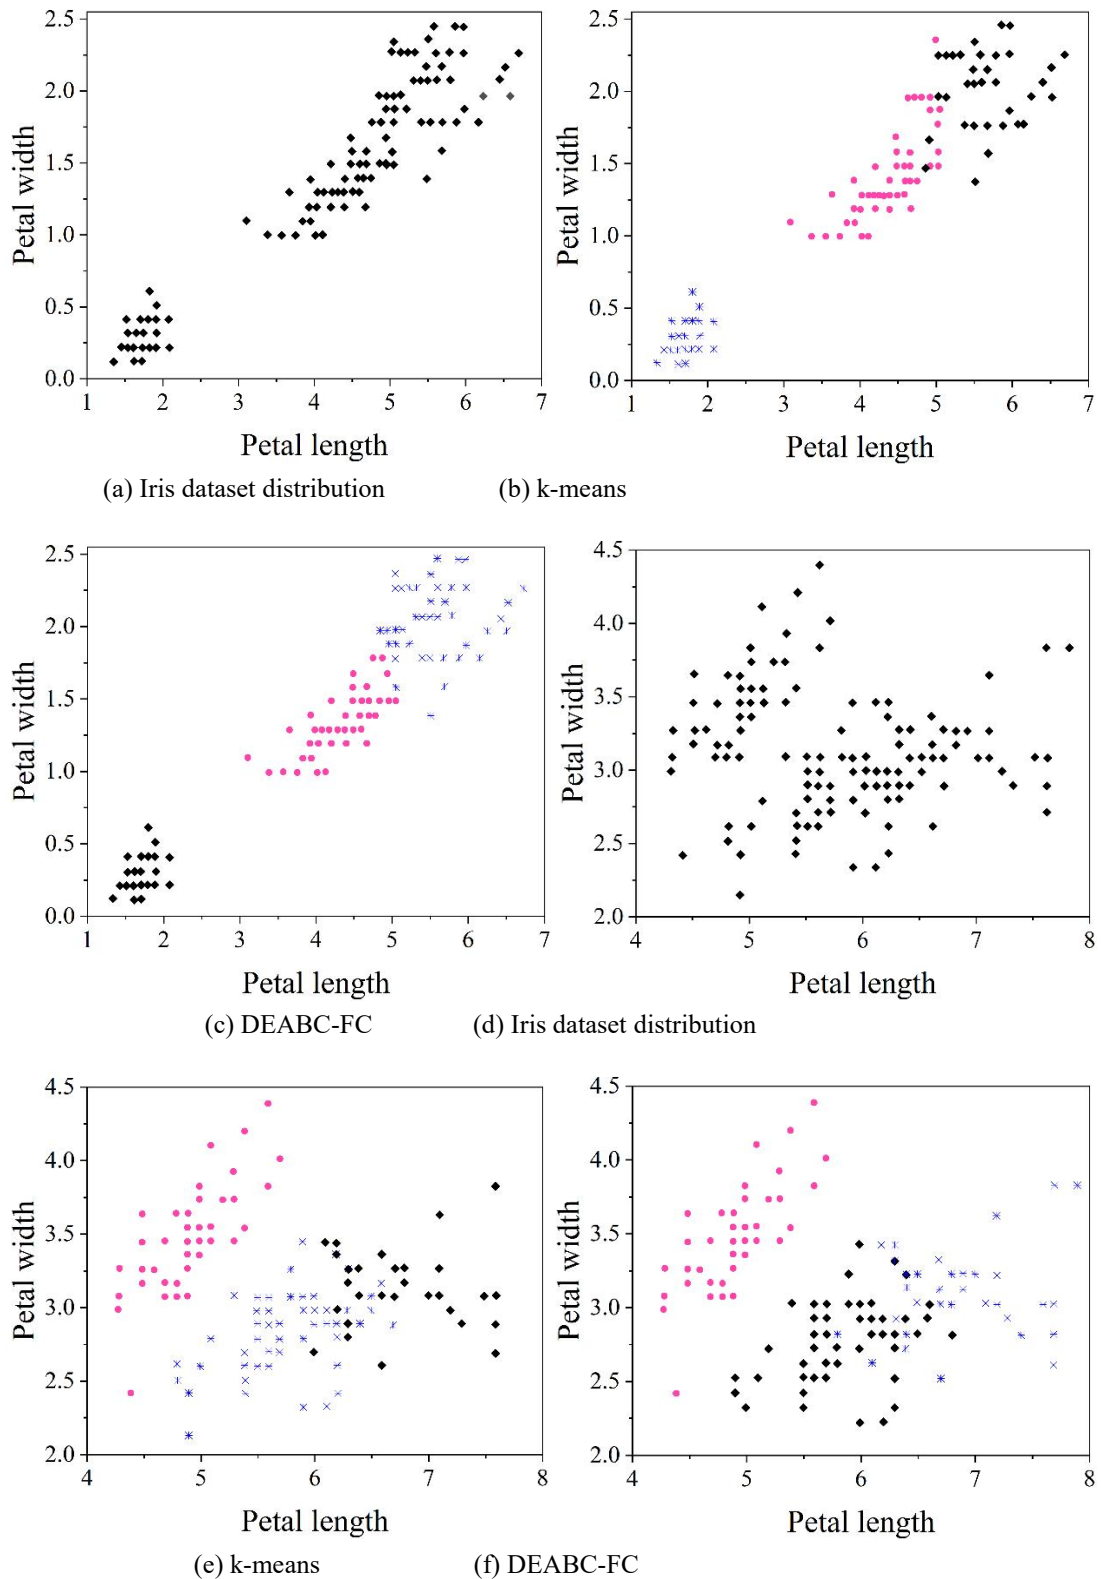 2.5
2.0
1.5
1.0
0.5
0.0
Petal width
1 2 3 4 5 6 7
Petal length
2.5
2.0
1.5
1.0
0.5
0.0
Petal width
1 2 3 4 5 6 7
Petal length
(a) Iris dataset distribution
(b) k-means
2.5
2.0
1.5
1.0
0.5
0.0
Petal width
1 2 3 4 5 6 7
Petal length
4.5
4.0
3.5
3.0
2.5
2.0
Petal width
4 5 6 7 8
Petal length
(c) DEABC-FC
(d) Iris dataset distribution
4.5
4.0
3.5
3.0
2.5
2.0
Petal width
4 5 6 7 8
Petal length
4.5
4.0
3.5
3.0
2.5
2.0
Petal width
4 5 6 7 8
Petal length
(e) k-means
(f) DEABC-FC